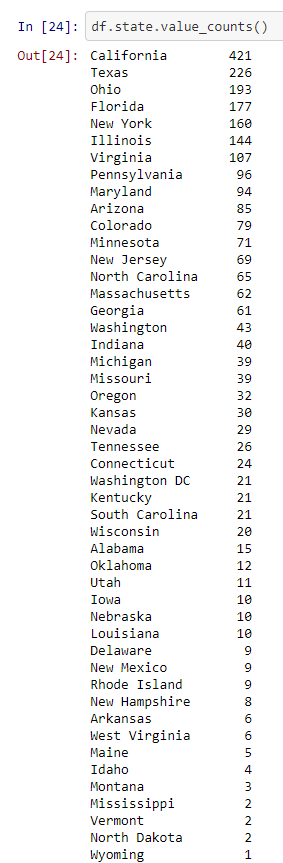 In [24]: df.state.value_counts()
Out[24]: California 421
Texas 226
Ohio 193
Florida 177
New York 160
Illinois 144
Virginia 107
Pennsylvania 96
Maryland 94
Arizona 85
Colorado 79
Minnesota 71
New Jersey 69
North Carolina 65
Massachusetts 62
Georgia 61
Washington 43
Indiana 40
Michigan 39
Missouri 39
Oregon 32
Kansas 30
Nevada 29
Tennessee 26
Connecticut 24
Washington DC 21
Kentucky 21
South Carolina 21
Wisconsin 20
Alabama 15
Oklahoma 12
Utah 11
Iowa 10
Nebraska 10
Louisiana 10
Delaware 9
New Mexico 9
Rhode Island 9
New Hampshire 8
Arkansas 6
West Virginia 6
Maine 5
Idaho 4
Montana 3
Mississippi 2
Vermont 2
North Dakota 2
Wyoming 1